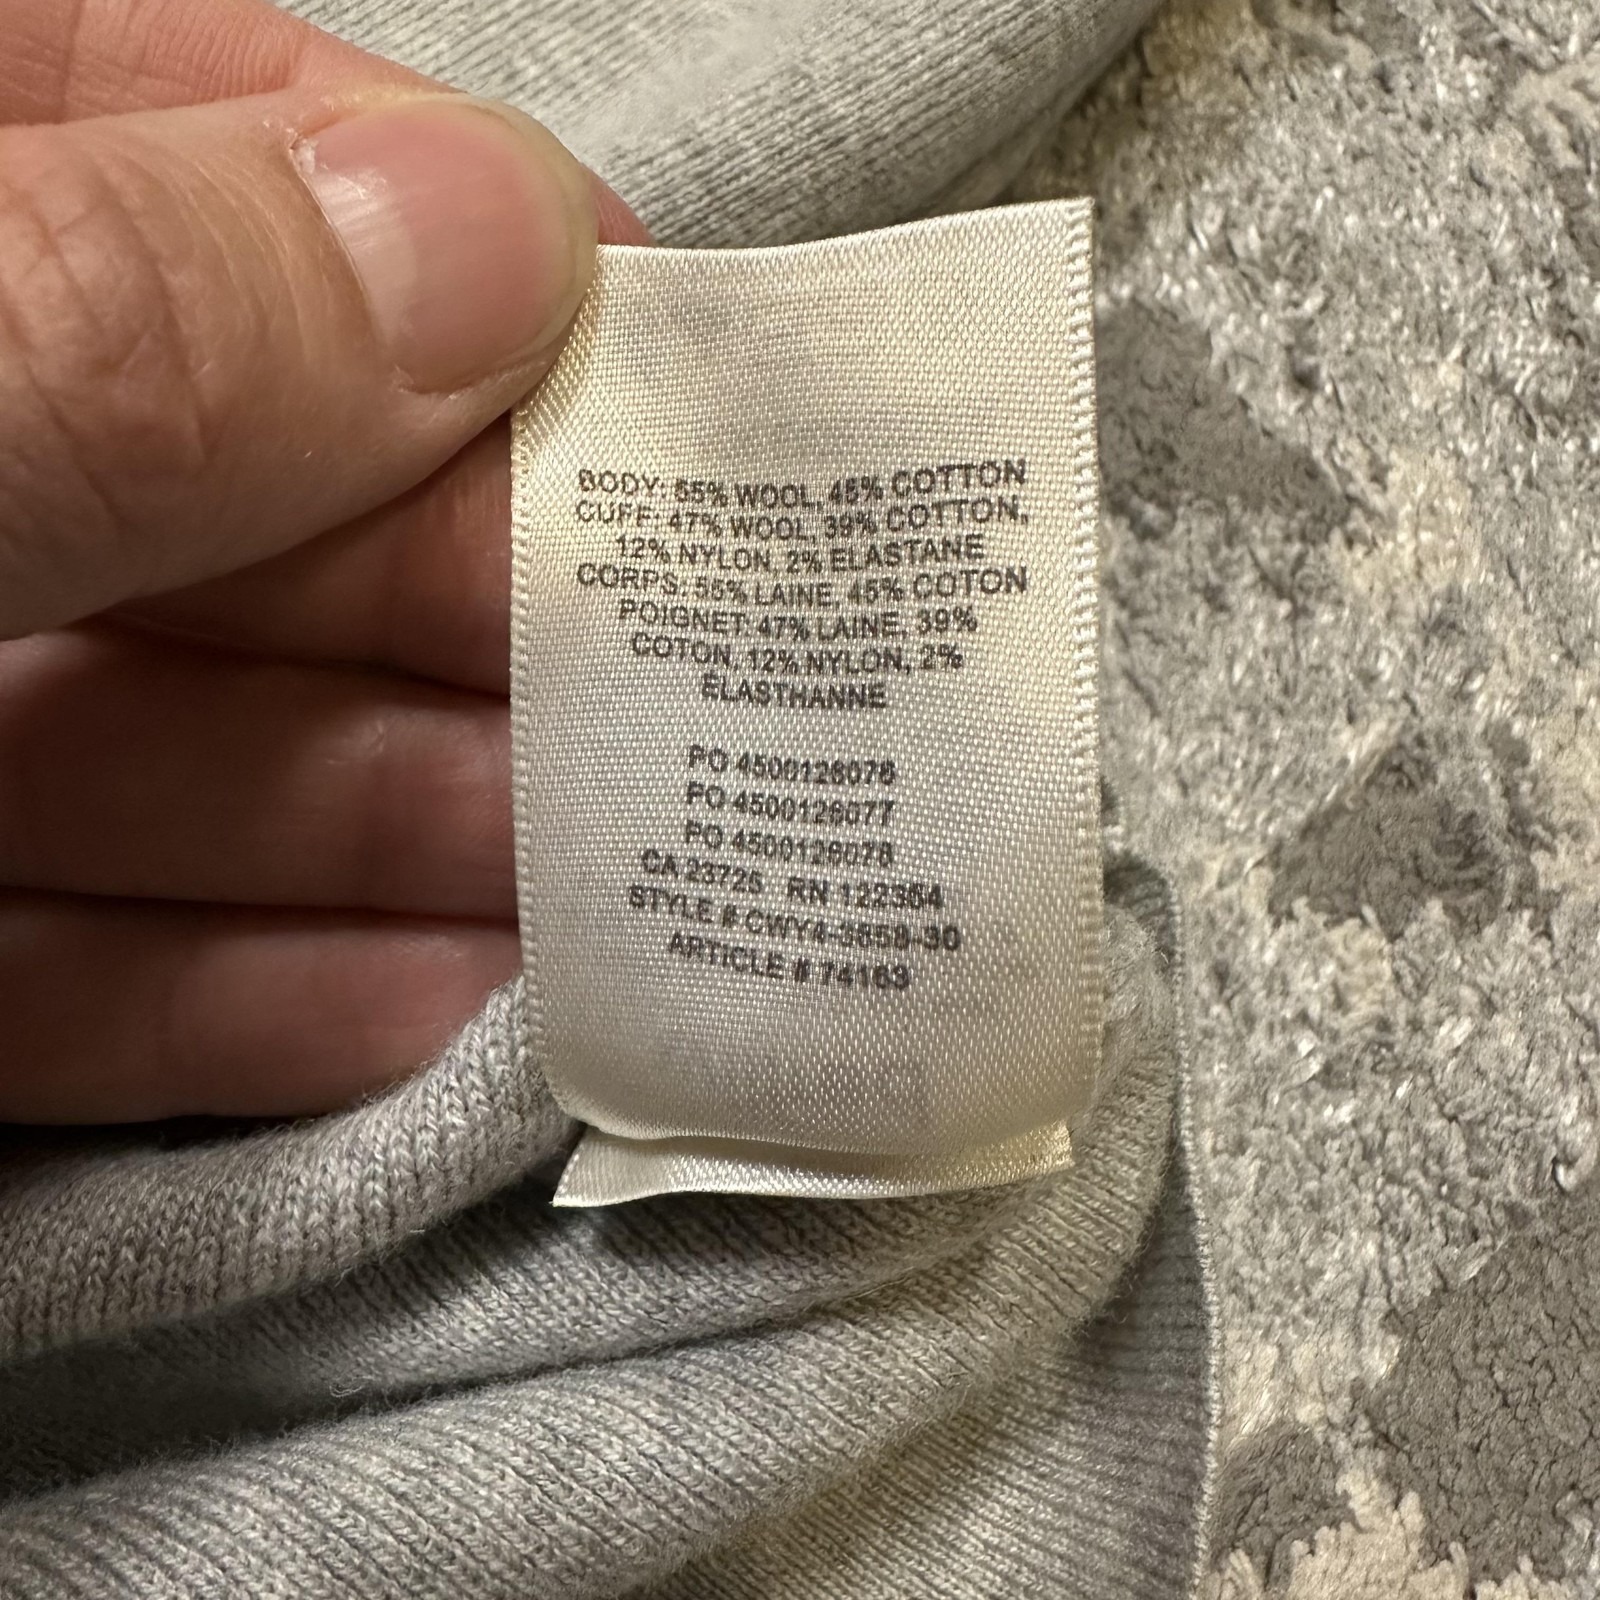 BODY: 55% WOOL, 45% COTTON
CUFF: 47% WOOL, 39% COTTON,
12% NYLON, 2% ELASTANE
CORPS: 55% LAINE, 45% COTON
POIGNET: 47% LAINE, 39%
COTON, 12% NYLON, 2%
ÉLASTHANNE
PO 4500126076
PO 4500126077
PO 4500126078
CA 23725 RN 122364
STYLE # CWY4-3658-30
ARTICLE # 74163